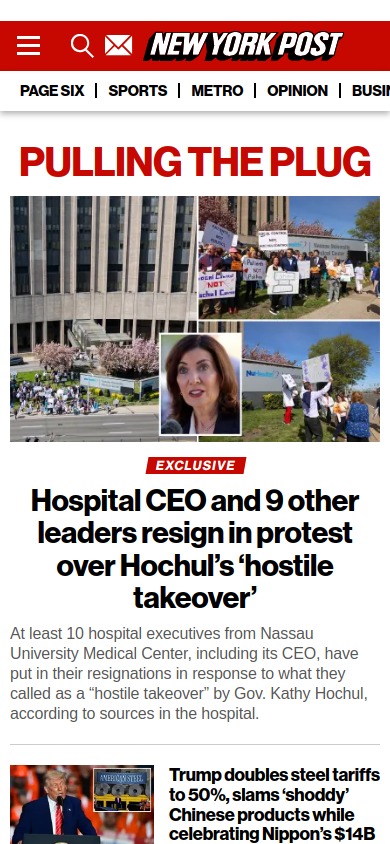 NEW YORK POST
PAGE SIX
SPORTS
METRO
OPINION
BUSI
PULLING THE PLUG
EXCLUSIVE
Hospital CEO and 9 other
leaders resign in protest
over Hochul’s ‘hostile
takeover’
At least 10 hospital executives from Nassau
University Medical Center, including its CEO, have
put in their resignations in response to what they
called as a “hostile takeover” by Gov. Kathy Hochul,
according to sources in the hospital.
AMERICAN STEEL
Trump doubles steel tariffs
to 50%, slams ‘shoddy’
Chinese products while
celebrating Nippon’s $14B